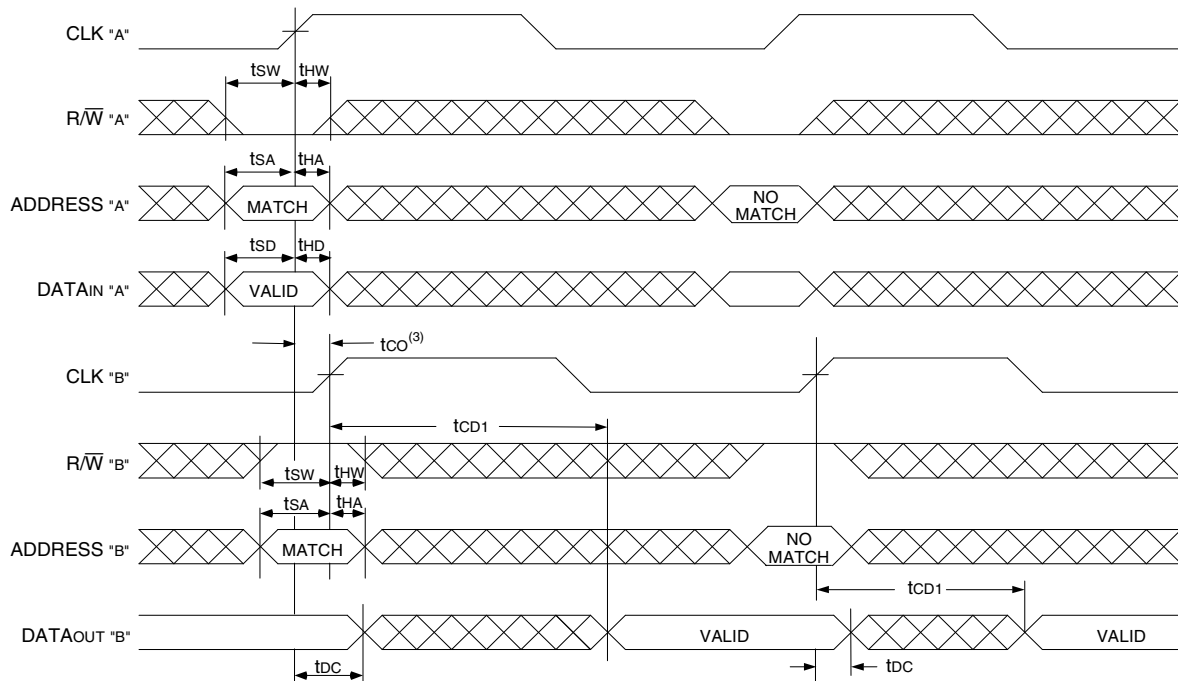 CLK "A"
tSW tHW
R/W̅ "A"
tSA tHA
ADDRESS "A" MATCH NO MATCH
tSD tHD
DATAIN "A" VALID
tCO(3)
CLK "B"
tCD1
R/W̅ "B"
tSW tHW
tSA tHA
ADDRESS "B" MATCH NO MATCH
tCD1
DATAOUT "B" VALID VALID
tDC tDC